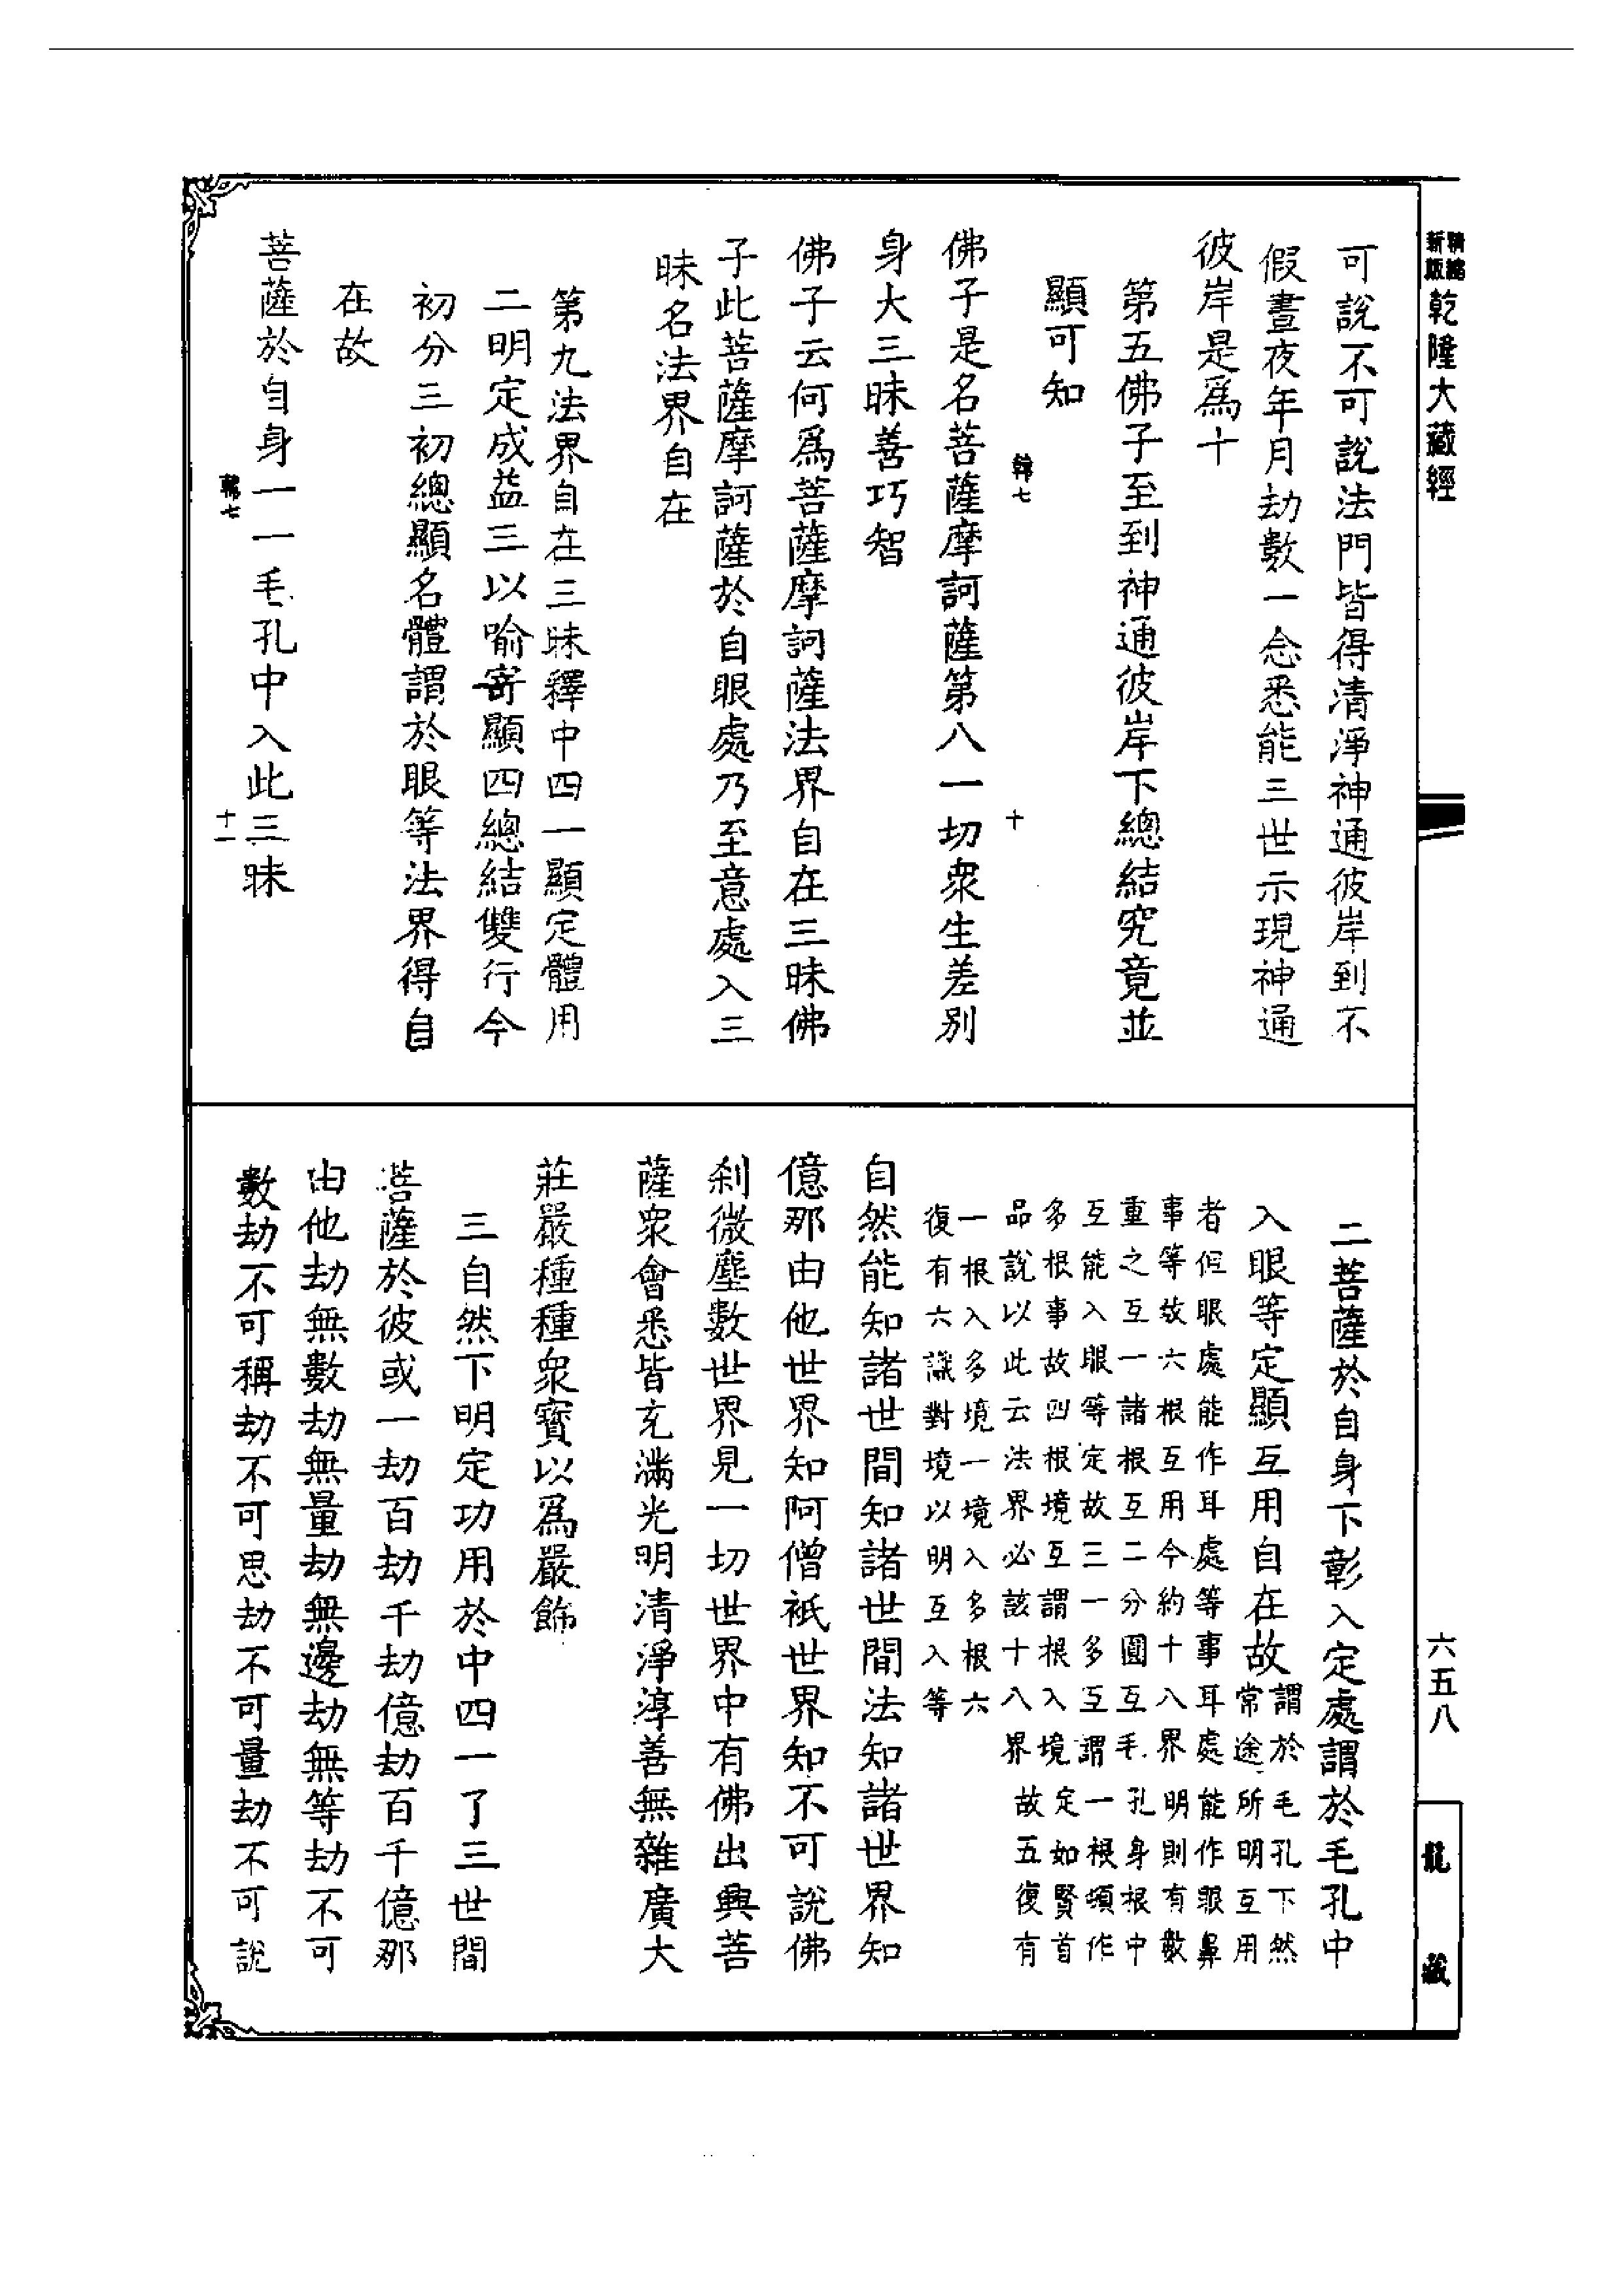 精縮
新版
乾隆大藏經
可說不可說法門皆得清淨神通彼岸到不
假晝夜年月劫數一念悉能三世示現神通
彼岸是爲十
第五佛子至到神通彼岸下總結究竟並
顯可知
韓七 十
佛子是名菩薩摩訶薩第八一切衆生差別
身大三昧善巧智
佛子云何爲菩薩摩訶薩法界自在三昧佛
子此菩薩摩訶薩於自眼處乃至意處入三
昧名法界自在
第九法界自在三昧釋中四一顯定體用
二明定成益三以喻寄顯四總結雙行今
初分三初總顯名體謂於眼等法界得自
在故
菩薩於自身一一毛孔中入此三昧
韓七 十一
二菩薩於自身下彰入定處謂於毛孔中
入眼等定顯互用自在故
謂於毛孔下然
常途所明互用
者但眼處能作耳處等事耳處能作眼鼻
事等故六根互用今約十八界明則有數
重之互一諸根互二分圓互毛孔身根中
互能入眼等定故三一多互謂一根頓作
多根事故四根境互謂根入境定如賢首
品說以此云法界必該十八界故五復有
一根入多境一境入多根六
復有六識對境以明互入等
自然能知諸世間知諸世間法知諸世界知
億那由他世界知阿僧祇世界知不可說佛
刹微塵數世界見一切世界中有佛出興菩
薩衆會悉皆充滿光明清淨淳善無雜廣大
莊嚴種種衆寶以爲嚴飾
三自然下明定功用於中四一了三世間
菩薩於彼或一劫百劫千劫億劫百千億那
由他劫無數劫無量劫無邊劫無等劫不可
數劫不可稱劫不可思劫不可量劫不可說
六五八
龍藏